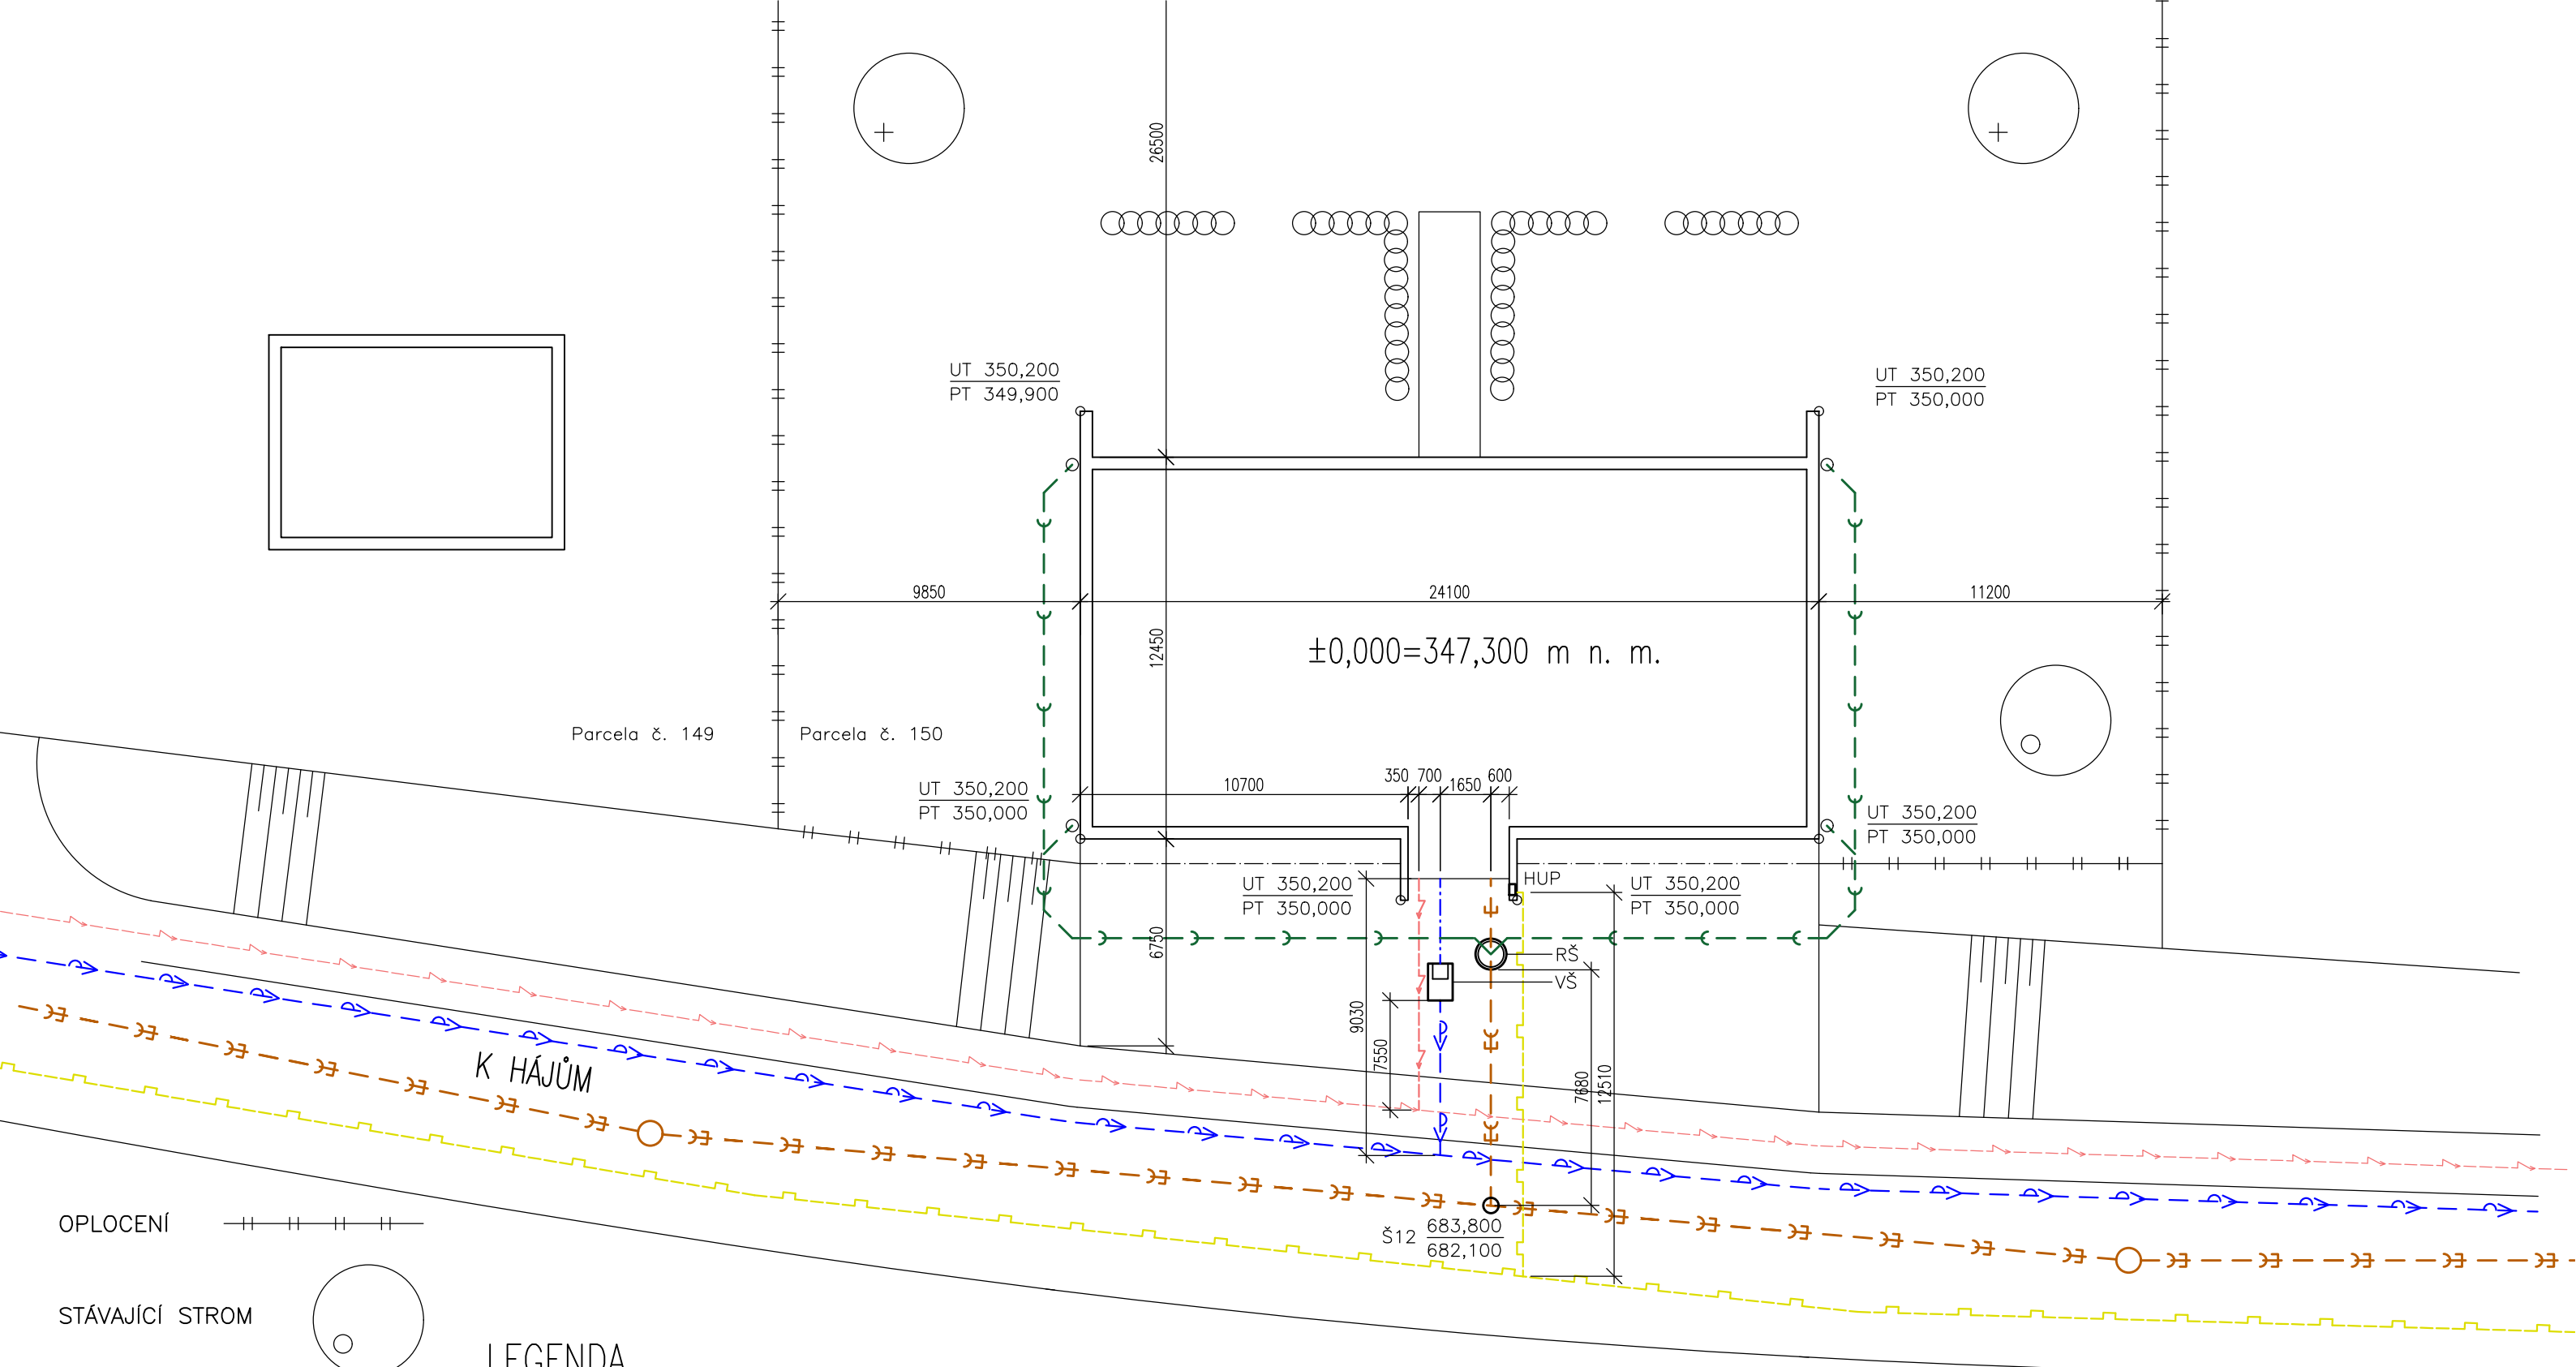 26500
UT 350,200
PT 349,900
UT 350,200
PT 350,000
9850
24100
11200
12450
±0,000=347,300 m n. m.
Parcela č. 149
Parcela č. 150
10700
350
700
1650
600
UT 350,200
PT 350,000
UT 350,200
PT 350,000
UT 350,200
PT 350,000
HUP
UT 350,200
PT 350,000
6750
RŠ
VŠ
9030
7550
7680
12510
K HÁJŮM
Š12
683,800
682,100
OPLOCENÍ
STÁVAJÍCÍ STROM
LEGENDA